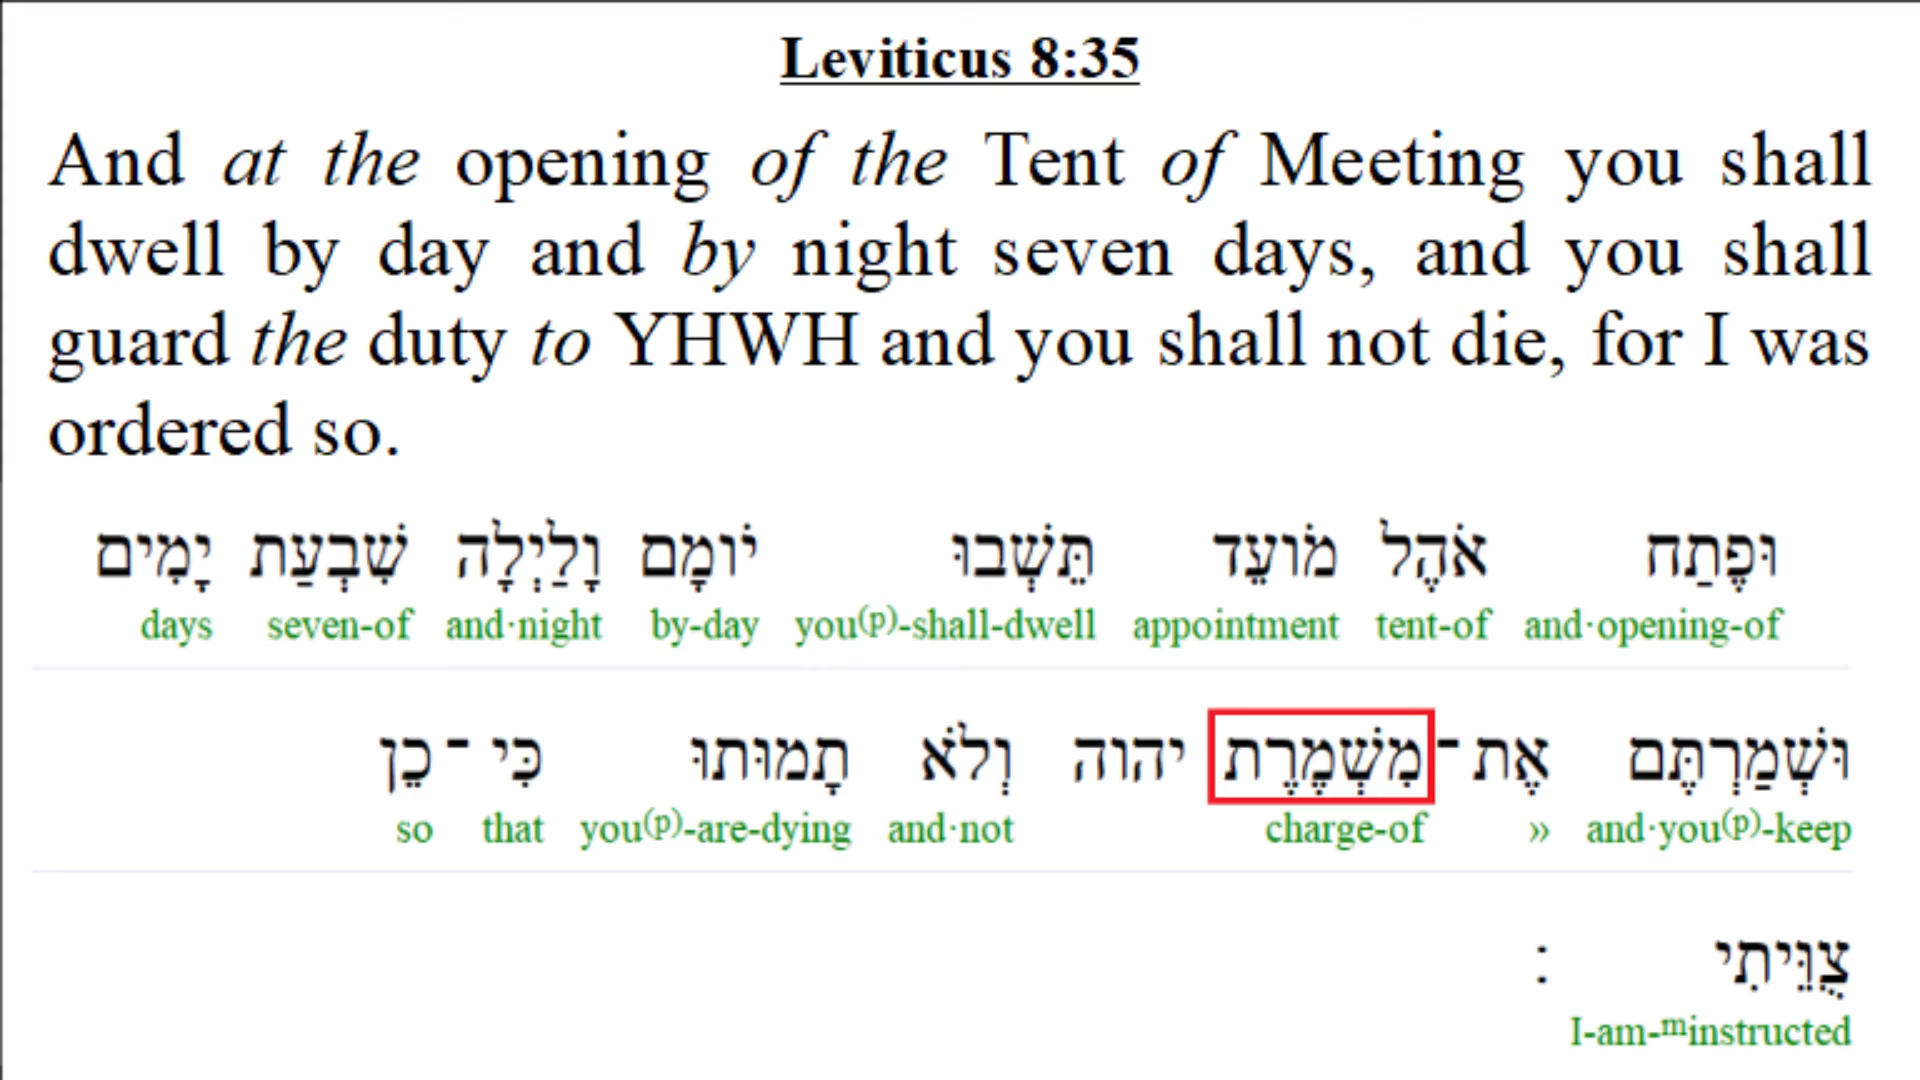 Leviticus 8:35
And at the opening of the Tent of Meeting you shall
dwell by day and by night seven days, and you shall
guard the duty to YHWH and you shall not die, for I was
ordered so.
וּפֶתַח אֹהֶל מוֹעֵד תֵּשְׁבוּ יוֹמָם וָלַיְלָה שִׁבְעַת יָמִים
days seven-of and·night by-day you(p)-shall-dwell appointment tent-of and·opening-of
וּשְׁמַרְתֶּם אֶת־מִשְׁמֶרֶת יהוה וְלֹא תָמוּתוּ כִּי־כֵן
so that you(p)-are-dying and·not charge-of » and·you(p)-keep
צֻוֵּיתִי :
I-am-minstructed